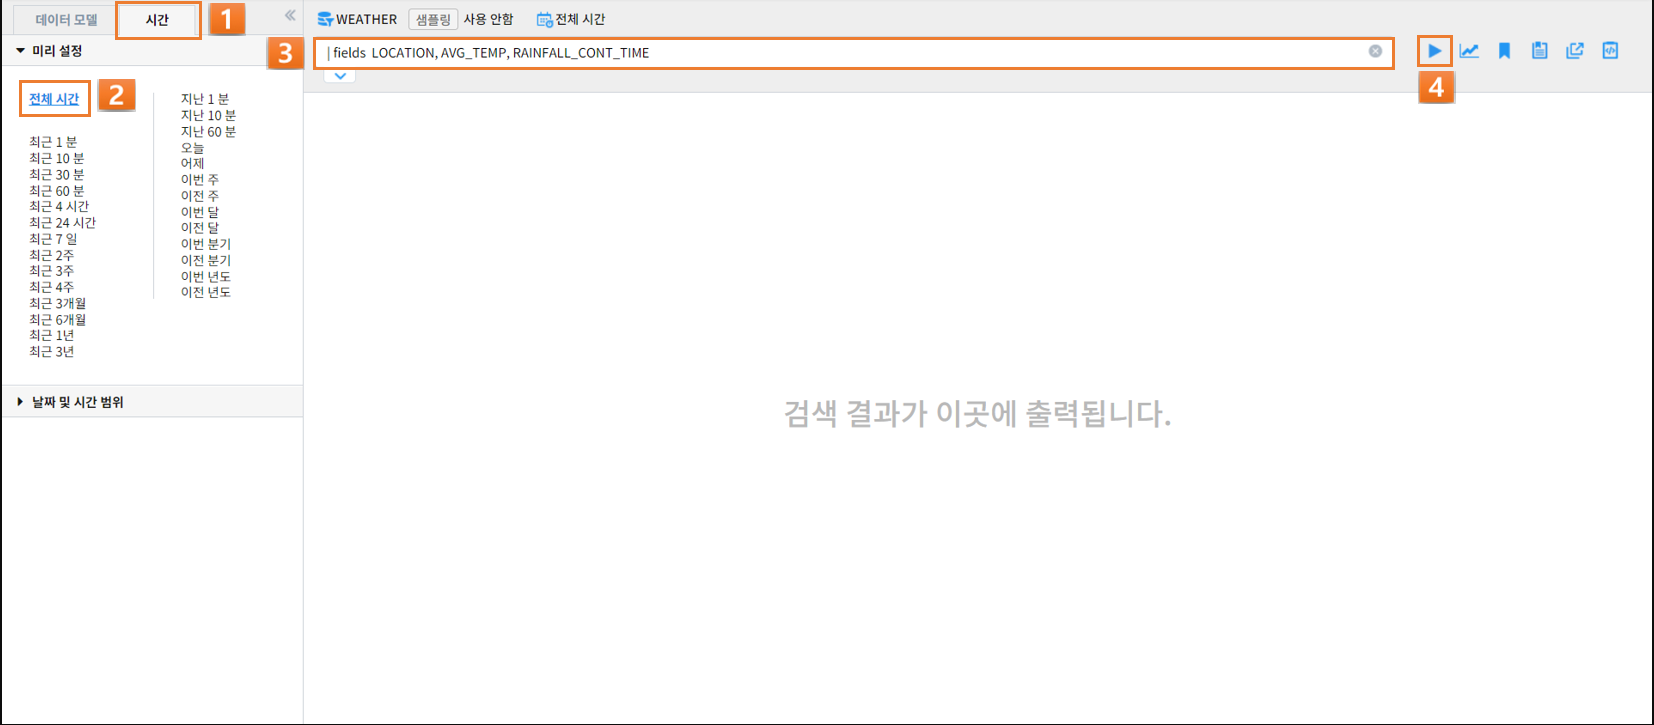 데이터 모델 시간 1
WEATHER 샘플링 사용 안함 전체 시간
미리 설정
3 | fields LOCATION, AVG_TEMP, RAINFALL_CONT_TIME
4
전체 시간 2
최근 1 분
최근 10 분
최근 30 분
최근 60 분
최근 4 시간
최근 24 시간
최근 7 일
최근 2주
최근 3주
최근 4주
최근 3개월
최근 6개월
최근 1년
최근 3년
지난 1 분
지난 10 분
지난 60 분
오늘
어제
이번 주
이전 주
이번 달
이전 달
이번 분기
이전 분기
이번 년도
이전 년도
날짜 및 시간 범위
검색 결과가 이곳에 출력됩니다.